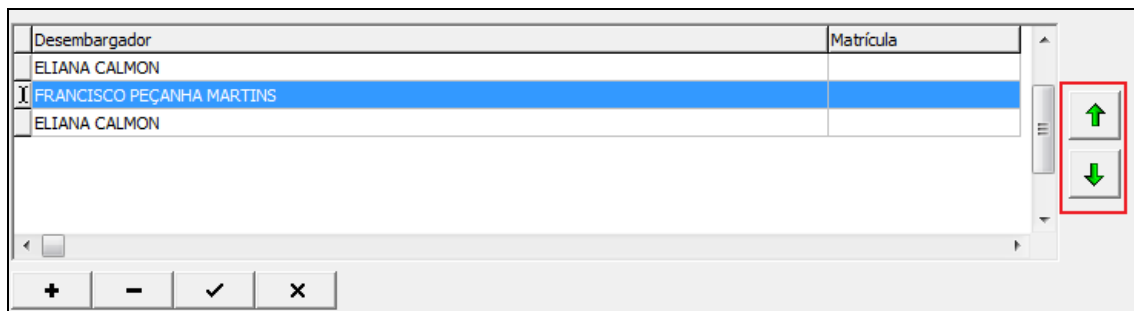 Desembargador Matrícula
ELIANA CALMON
FRANCISCO PEÇANHA MARTINS
ELIANA CALMON